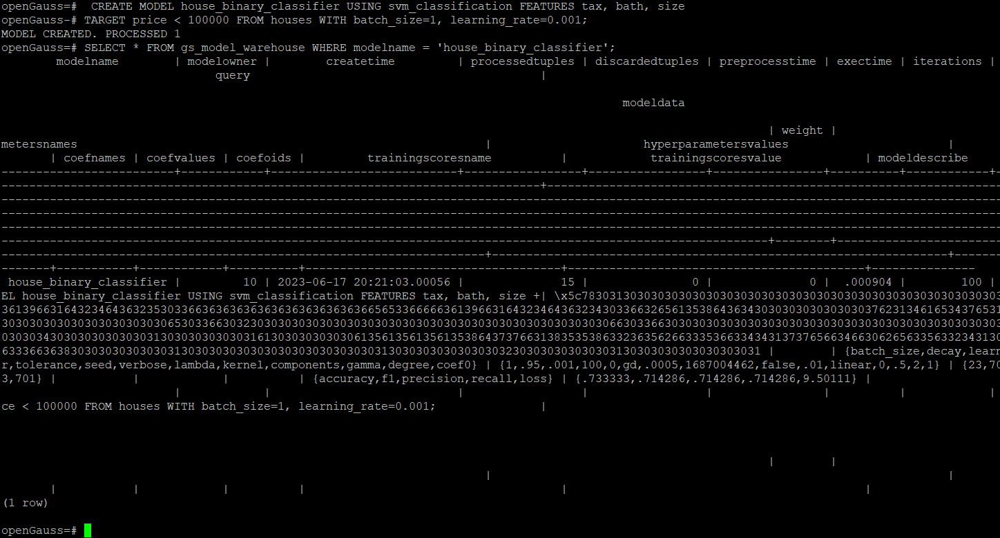 openGauss=#  CREATE MODEL house_binary_classifier USING svm_classification FEATURES tax, bath, size
openGauss-# TARGET price < 100000 FROM houses WITH batch_size=1, learning_rate=0.001;
MODEL CREATED. PROCESSED 1
openGauss=# SELECT * FROM gs_model_warehouse WHERE modelname = 'house_binary_classifier';
modelname | modelowner | createtime | processedtuples | discardedtuples | preprocesstime | exectime | iterations |
query |
modeldata
| weight |
metersnames | hyperparametersvalues |
| coefnames | coefvalues | coefoids | trainingscoresname | trainingscoresvalue | modeldescribe
house_binary_classifier | 10 | 2023-06-17 20:21:03.00056 | 15 | 0 | 0 | .000904 | 100 |
EL house_binary_classifier USING svm_classification FEATURES tax, bath, size +|
| | {batch_size,decay,learn
r,tolerance,seed,verbose,lambda,kernel,components,gamma,degree,coef0} | {1,.95,.001,100,0,gd,.0005,1687004462,false,.01,linear,0,.5,2,1} | {23,70
3,701} | | | | {accuracy,f1,precision,recall,loss} | {.733333,.714286,.714286,.714286,9.50111} |
ce < 100000 FROM houses WITH batch_size=1, learning_rate=0.001; |
(1 row)
openGauss=#